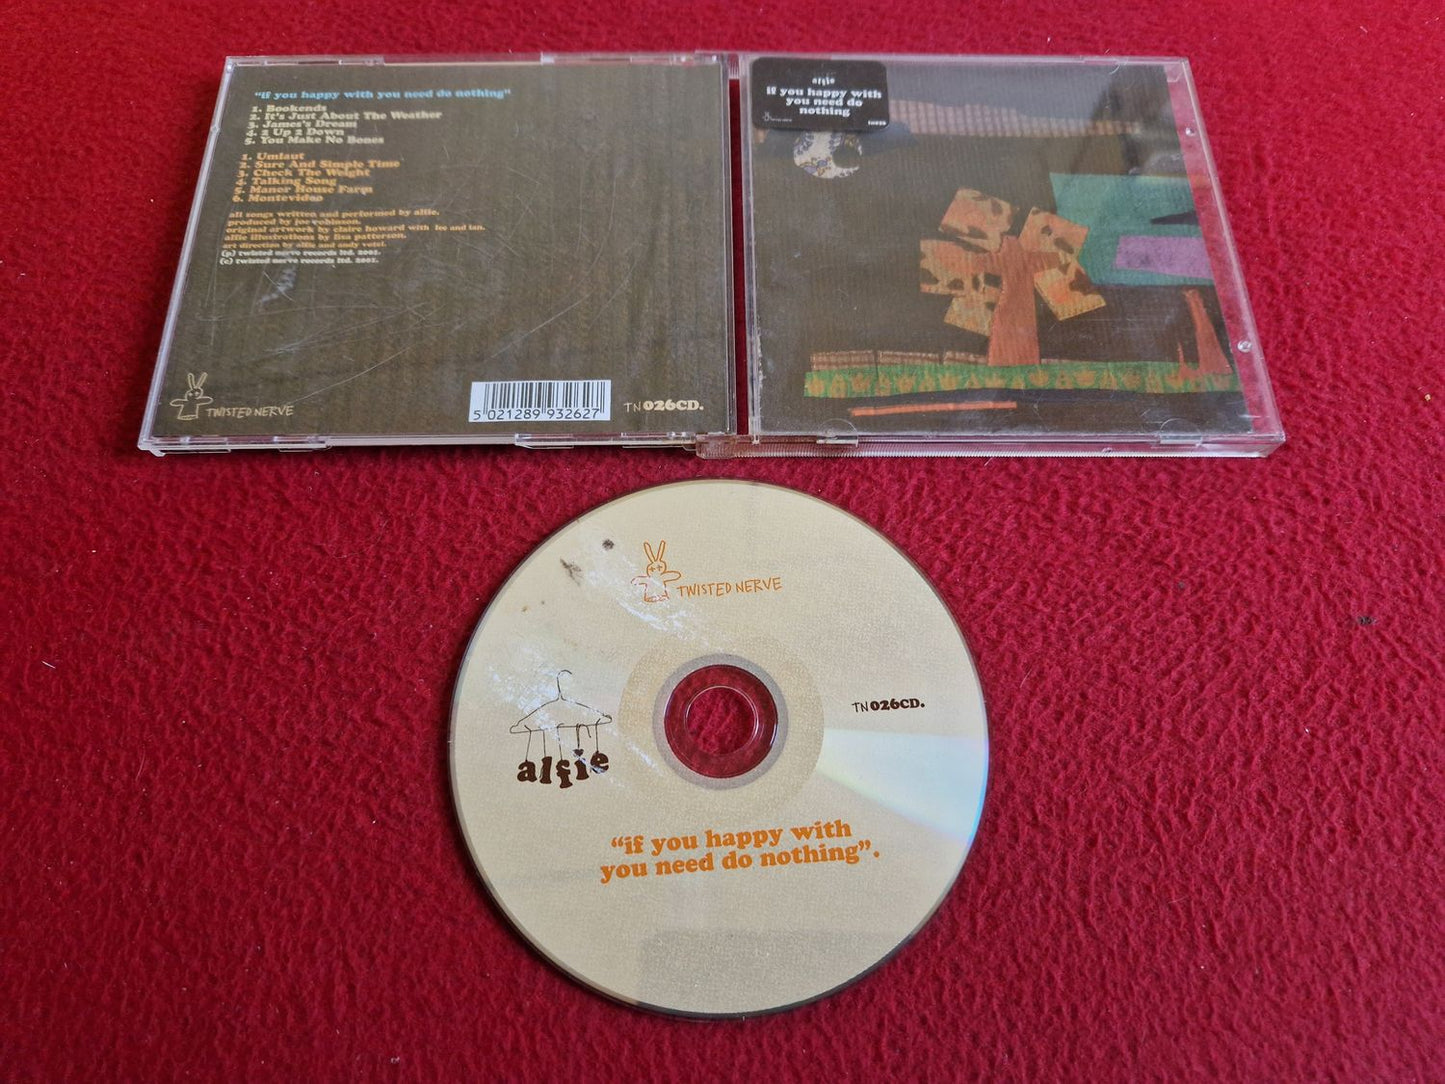 “if you happy with you need do nothing”
1. Bookends
2. It's Just About The Weather
3. James's Dream
4. 2 Up 2 Down
5. You Make No Bones
1. Umlaut
2. Sure And Simple Time
3. Check The Weight
4. Talking Song
5. Manor House Farm
6. Montevideo
all songs written and performed by alfie.
produced by joe robinson.
original artwork by claire howard with lee and ian.
alfie illustrations by lisa patterson.
art direction by alfie and andy votel.
(p) twisted nerve records ltd. 2001.
(c) twisted nerve records ltd. 2001.
TWISTED NERVE
5 021289 932627
TN026CD.
alfie
if you happy with
you need do
nothing
TWISTED NERVE
TN026CD.
alfie
“if you happy with
you need do nothing”.